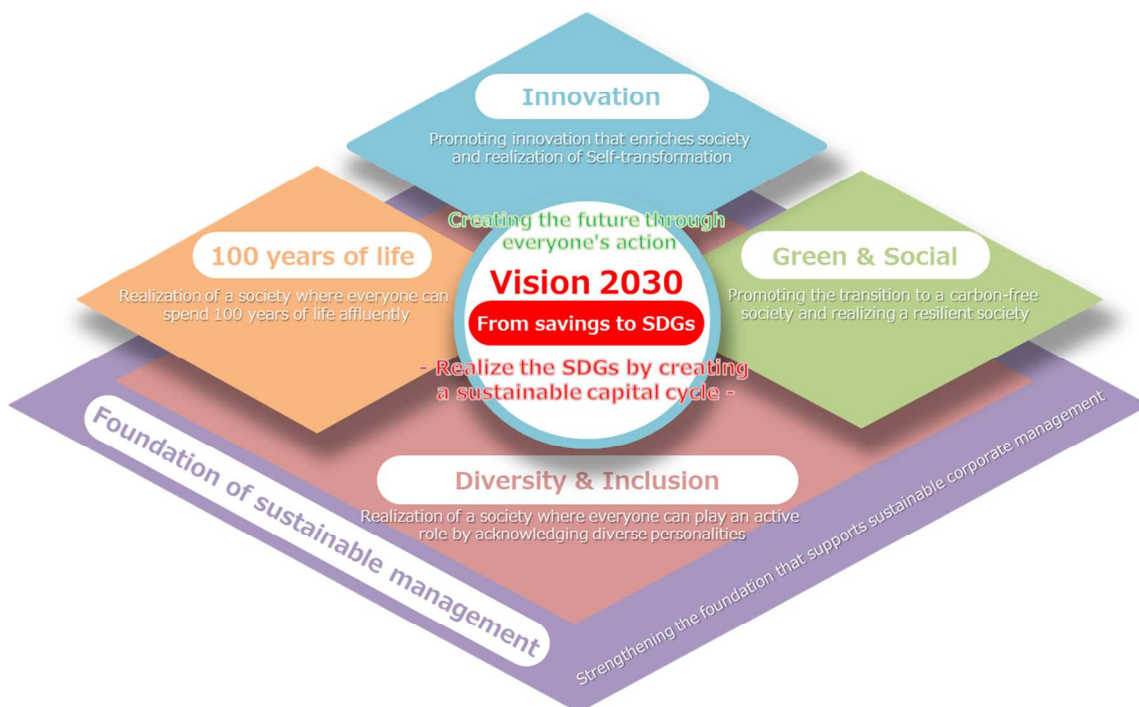 Innovation
Promoting innovation that enriches society
and realization of Self-transformation
100 years of life
Realization of a society where everyone can
spend 100 years of life affluently
Creating the future through
everyone's action
Vision 2030
From savings to SDGs
- Realize the SDGs by creating
a sustainable capital cycle -
Green & Social
Promoting the transition to a carbon-free
society and realizing a resilient society
Diversity & Inclusion
Realization of a society where everyone can play an active
role by acknowledging diverse personalities
Foundation of sustainable management
Strengthening the foundation that supports sustainable corporate management